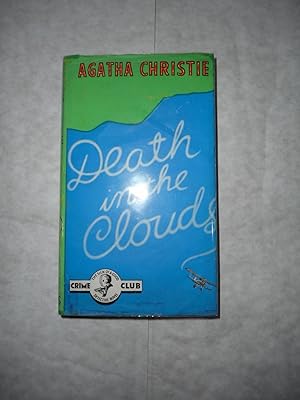 AGATHA CHRISTIE
Death
in the
Clouds
CRIME CLUB